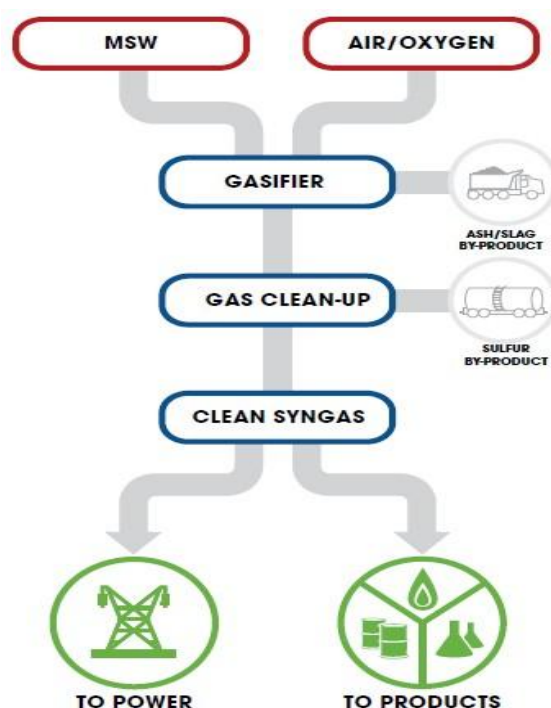 MSW
AIR/OXYGEN
GASIFIER
ASH/SLAG
BY-PRODUCT
GAS CLEAN-UP
SULFUR
BY-PRODUCT
CLEAN SYNGAS
TO POWER
TO PRODUCTS